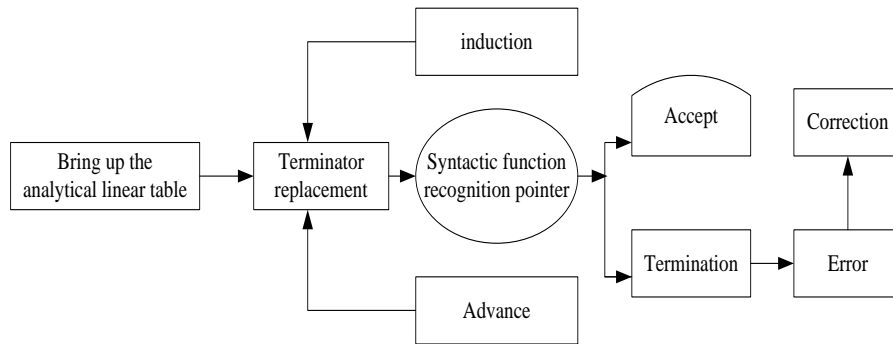 induction
Bring up the
analytical linear table
Terminator
replacement
Syntactic function
recognition pointer
Accept
Correction
Termination
Error
Advance